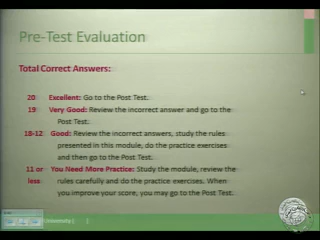 Pre-Test Evaluation
Total Correct Answers:
20 Excellent: Go to the Post Test.
19 Very Good: Review the incorrect answer and go to the
Post Test.
18-12 Good: Review the incorrect answers, study the rules
presented in this module, do the practice exercises
and then go to the Post Test.
11 or You Need More Practice: Study the module, review the
less rules carefully and do the practice exercises. When
you improve your score, you may go to the Post Test.
University |